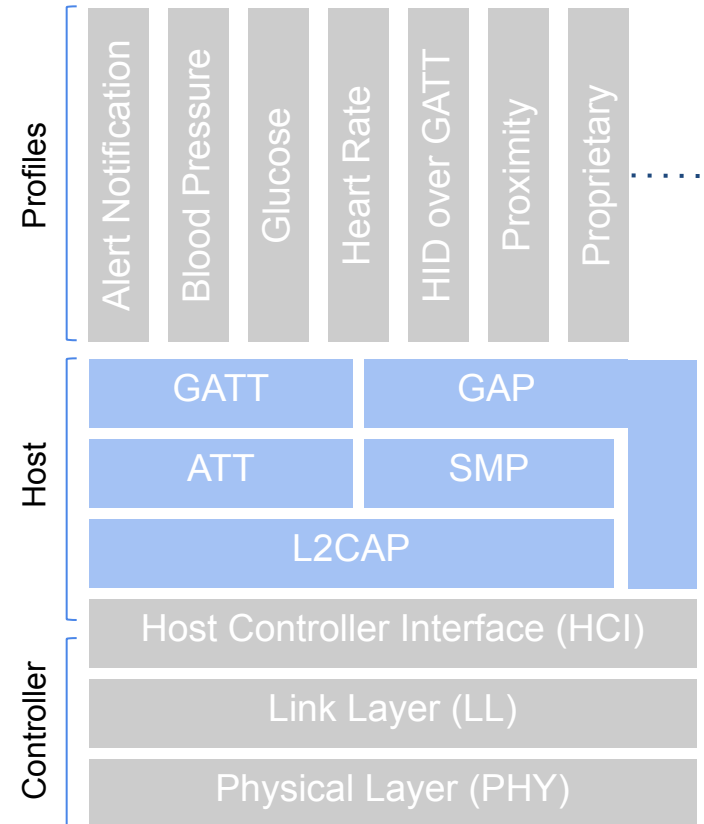 Profiles
Alert Notification
Blood Pressure
Glucose
Heart Rate
HID over GATT
Proximity
Proprietary
Host
GATT
GAP
ATT
SMP
L2CAP
Host Controller Interface (HCI)
Controller
Link Layer (LL)
Physical Layer (PHY)